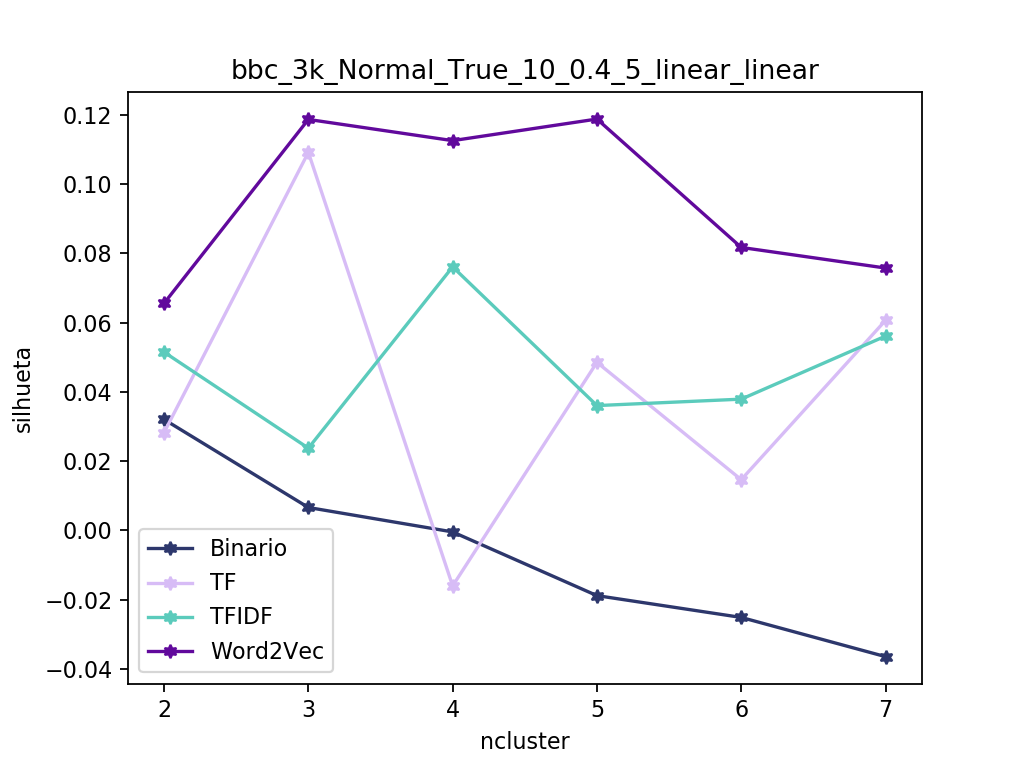 bbc_3k_Normal_True_10_0.4_5_linear_linear
0.12
0.10
0.08
0.06
0.04
0.02
0.00
−0.02
−0.04
silhueta
Binario
TF
TFIDF
Word2Vec
2 3 4 5 6 7
ncluster